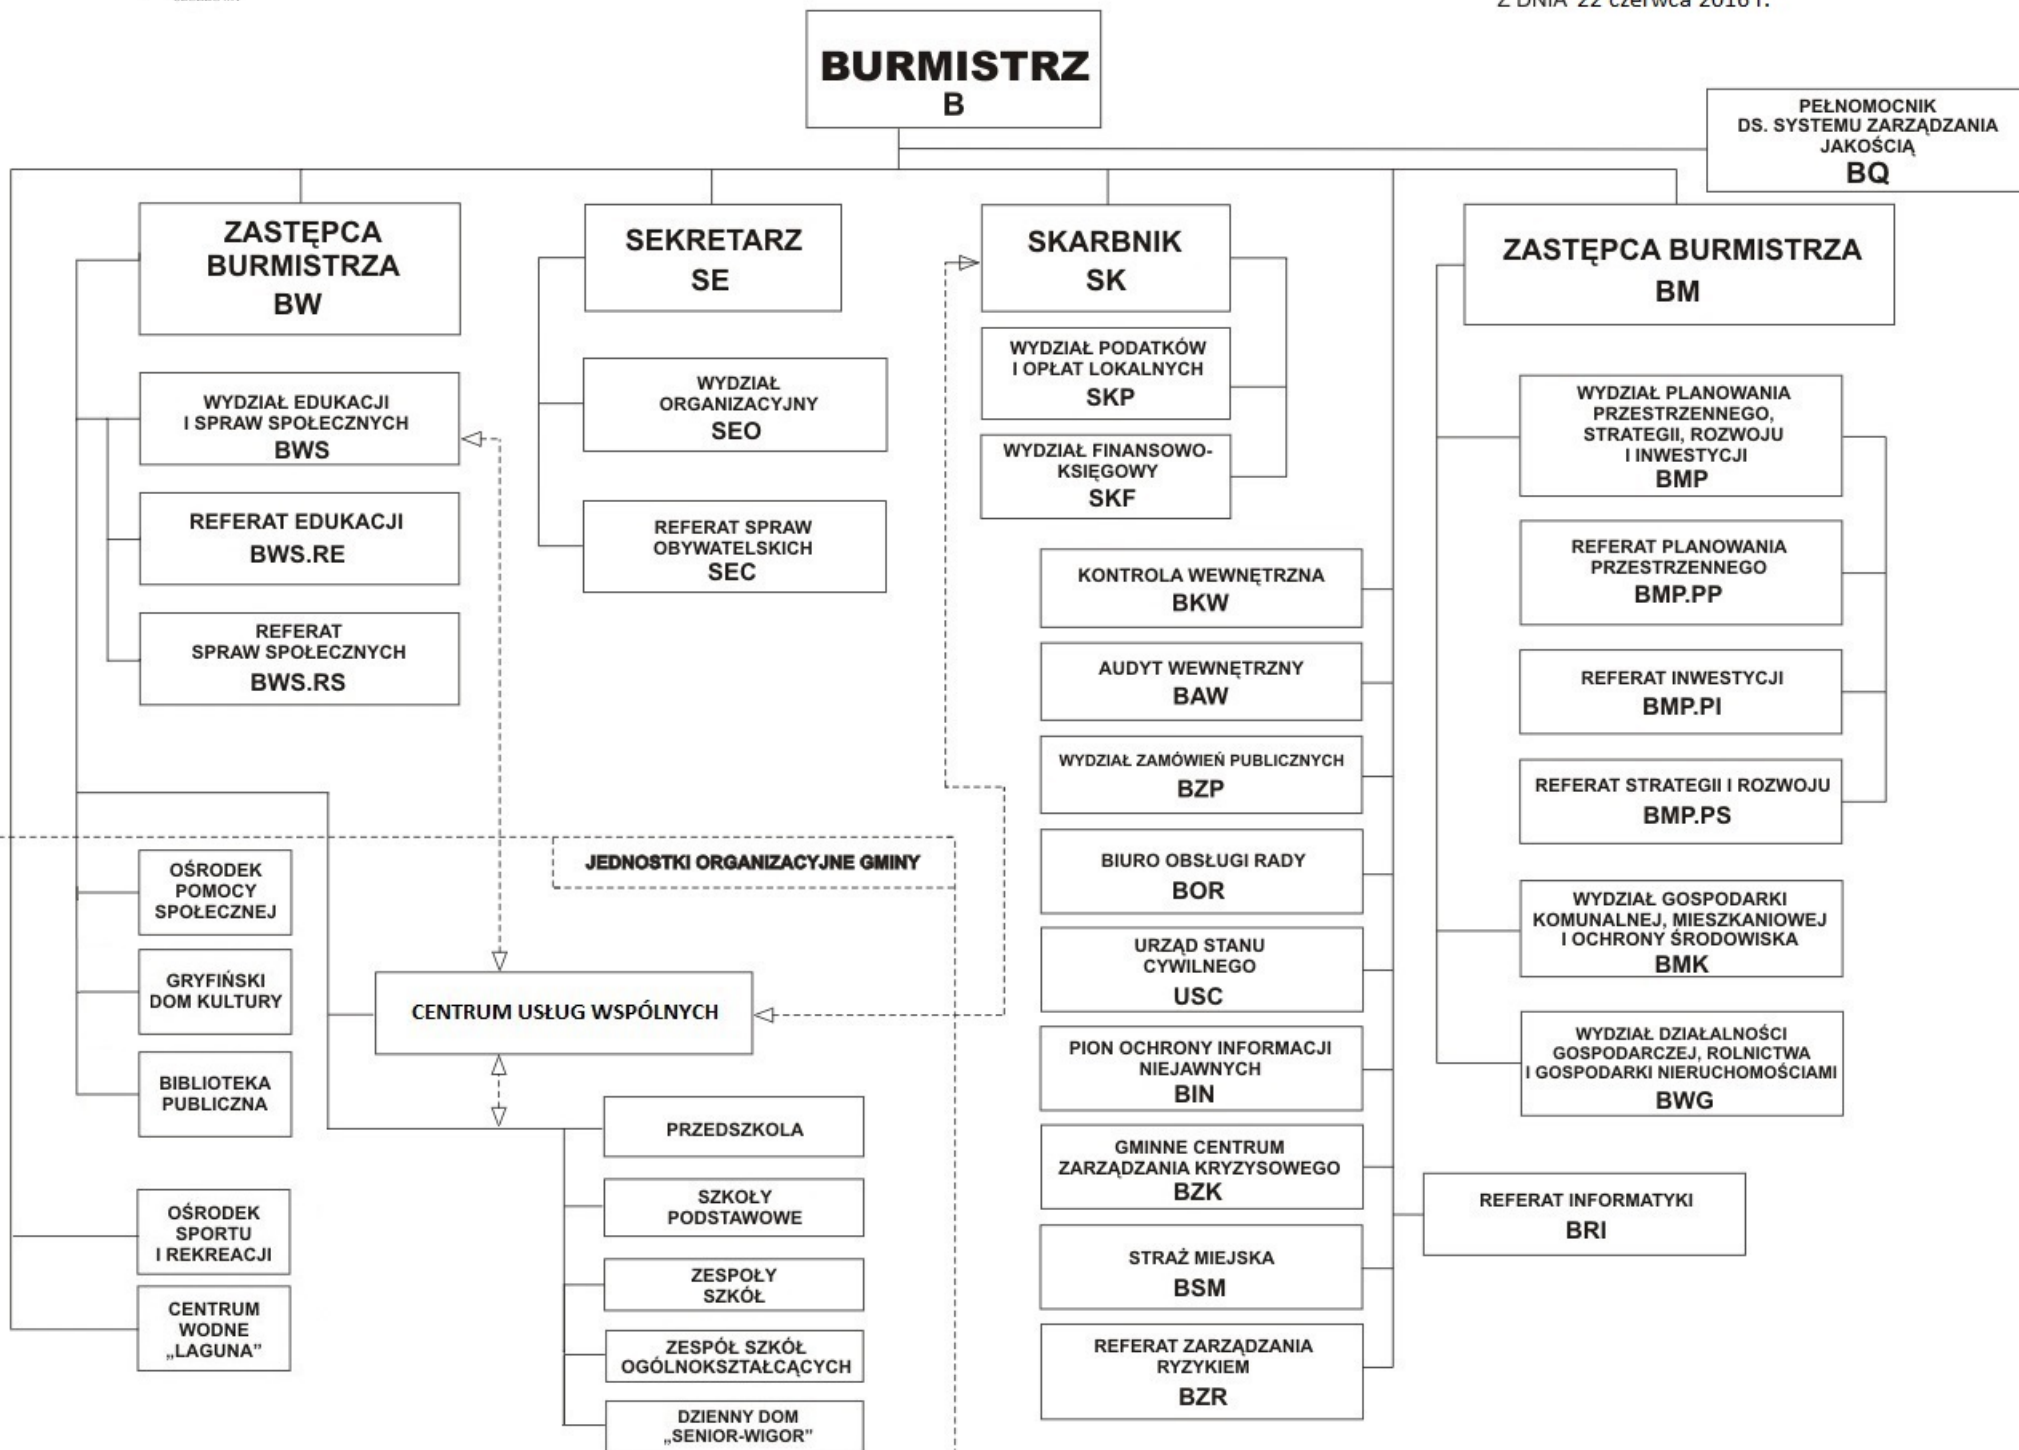 Z DNIA 22 czerwca 2016 r.
BURMISTRZ
B
PEŁNOMOCNIK
DS. SYSTEMU ZARZĄDZANIA
JAKOŚCIĄ
BQ
ZASTĘPCA
BURMISTRZA
BW
SEKRETARZ
SE
SKARBNIK
SK
ZASTĘPCA BURMISTRZA
BM
WYDZIAŁ EDUKACJI
I SPRAW SPOŁECZNYCH
BWS
REFERAT EDUKACJI
BWS.RE
REFERAT
SPRAW SPOŁECZNYCH
BWS.RS
WYDZIAŁ
ORGANIZACYJNY
SEO
REFERAT SPRAW
OBYWATELSKICH
SEC
WYDZIAŁ PODATKÓW
I OPŁAT LOKALNYCH
SKP
WYDZIAŁ FINANSOWO-
KSIĘGOWY
SKF
KONTROLA WEWNĘTRZNA
BKW
AUDYT WEWNĘTRZNY
BAW
WYDZIAŁ ZAMÓWIEŃ PUBLICZNYCH
BZP
BIURO OBSŁUGI RADY
BOR
URZĄD STANU
CYWILNEGO
USC
PION OCHRONY INFORMACJI
NIEJAWNYCH
BIN
GMINNE CENTRUM
ZARZĄDZANIA KRYZYSOWEGO
BZK
STRAŻ MIEJSKA
BSM
REFERAT ZARZĄDZANIA
RYZYKIEM
BZR
WYDZIAŁ PLANOWANIA
PRZESTRZENNEGO,
STRATEGII, ROZWOJU
I INWESTYCJI
BMP
REFERAT PLANOWANIA
PRZESTRZENNEGO
BMP.PP
REFERAT INWESTYCJI
BMP.PI
REFERAT STRATEGII I ROZWOJU
BMP.PS
WYDZIAŁ GOSPODARKI
KOMUNALNEJ, MIESZKANIOWEJ
I OCHRONY ŚRODOWISKA
BMK
WYDZIAŁ DZIAŁALNOŚCI
GOSPODARCZEJ, ROLNICTWA
I GOSPODARKI NIERUCHOMOŚCIAMI
BWG
REFERAT INFORMATYKI
BRI
JEDNOSTKI ORGANIZACYJNE GMINY
OŚRODEK
POMOCY
SPOŁECZNEJ
GRYFIŃSKI
DOM KULTURY
BIBLIOTEKA
PUBLICZNA
OŚRODEK
SPORTU
I REKREACJI
CENTRUM
WODNE
„LAGUNA”
CENTRUM USŁUG WSPÓLNYCH
PRZEDSZKOLA
SZKOŁY
PODSTAWOWE
ZESPOŁY
SZKÓŁ
ZESPÓŁ SZKÓŁ
OGÓLNOKSZTAŁCĄCYCH
DZIENNY DOM
„SENIOR-WIGOR”